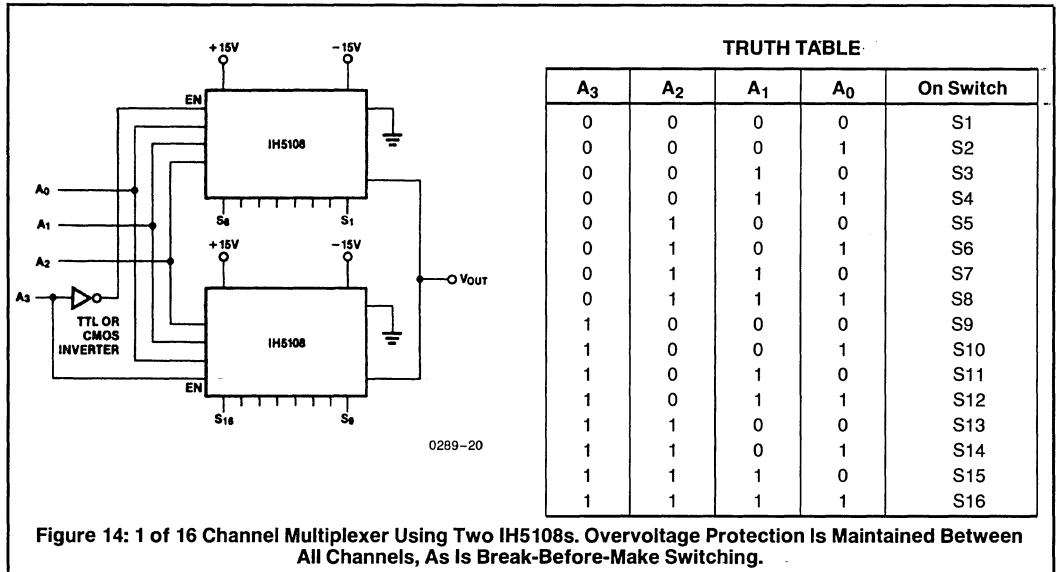 +15V
-15V
EN
IH5108
A0
A1
A2
A3
S8
S1
+15V
-15V
VOUT
TTL OR
CMOS
INVERTER
IH5108
EN
S16
S9
0289-20
TRUTH TABLE
A3 A2 A1 A0 On Switch
0 0 0 0 S1
0 0 0 1 S2
0 0 1 0 S3
0 0 1 1 S4
0 1 0 0 S5
0 1 0 1 S6
0 1 1 0 S7
0 1 1 1 S8
1 0 0 0 S9
1 0 0 1 S10
1 0 1 0 S11
1 0 1 1 S12
1 1 0 0 S13
1 1 0 1 S14
1 1 1 0 S15
1 1 1 1 S16
Figure 14: 1 of 16 Channel Multiplexer Using Two IH5108s. Overvoltage Protection Is Maintained Between
All Channels, As Is Break-Before-Make Switching.